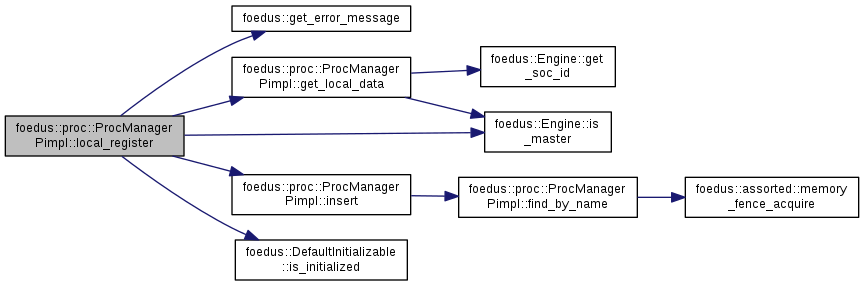 foedus::get_error_message
foedus::proc::ProcManager
Pimpl::get_local_data
foedus::Engine::get
_soc_id
foedus::Engine::is
_master
foedus::proc::ProcManager
Pimpl::local_register
foedus::proc::ProcManager
Pimpl::insert
foedus::proc::ProcManager
Pimpl::find_by_name
foedus::assorted::memory
_fence_acquire
foedus::DefaultInitializable
::is_initialized